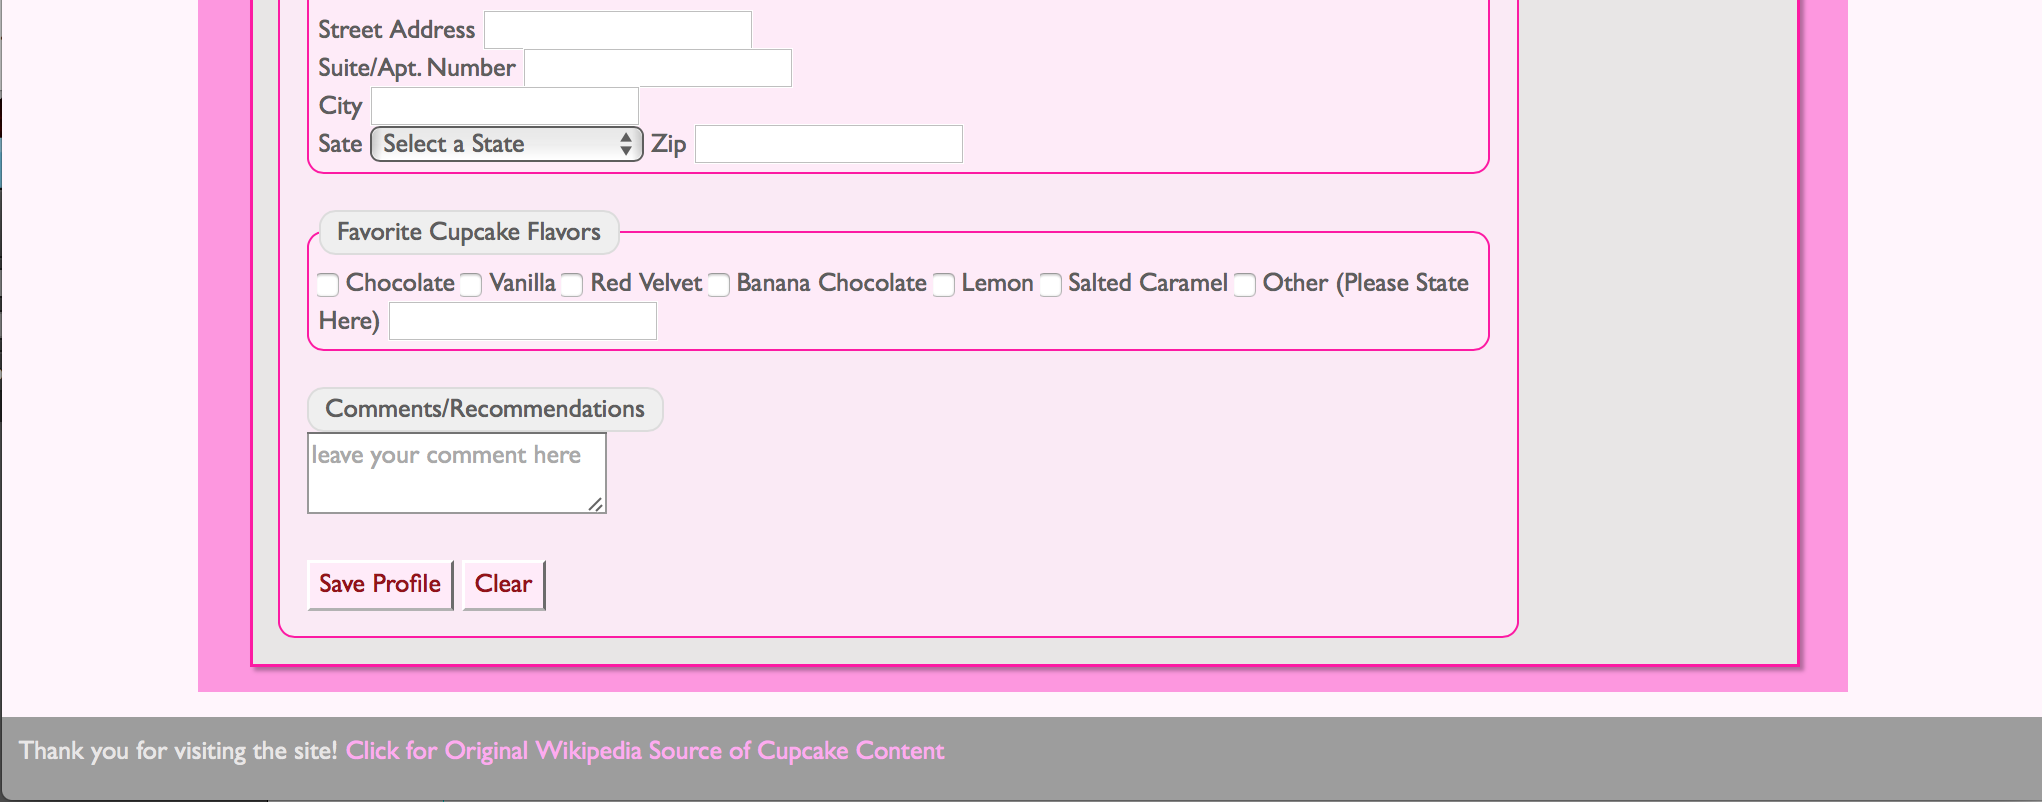 Street Address
Suite/Apt. Number
City
Sate Select a State Zip
Favorite Cupcake Flavors
Chocolate Vanilla Red Velvet Banana Chocolate Lemon Salted Caramel Other (Please State
Here)
Comments/Recommendations
leave your comment here
Save Profile Clear
Thank you for visiting the site! Click for Original Wikipedia Source of Cupcake Content